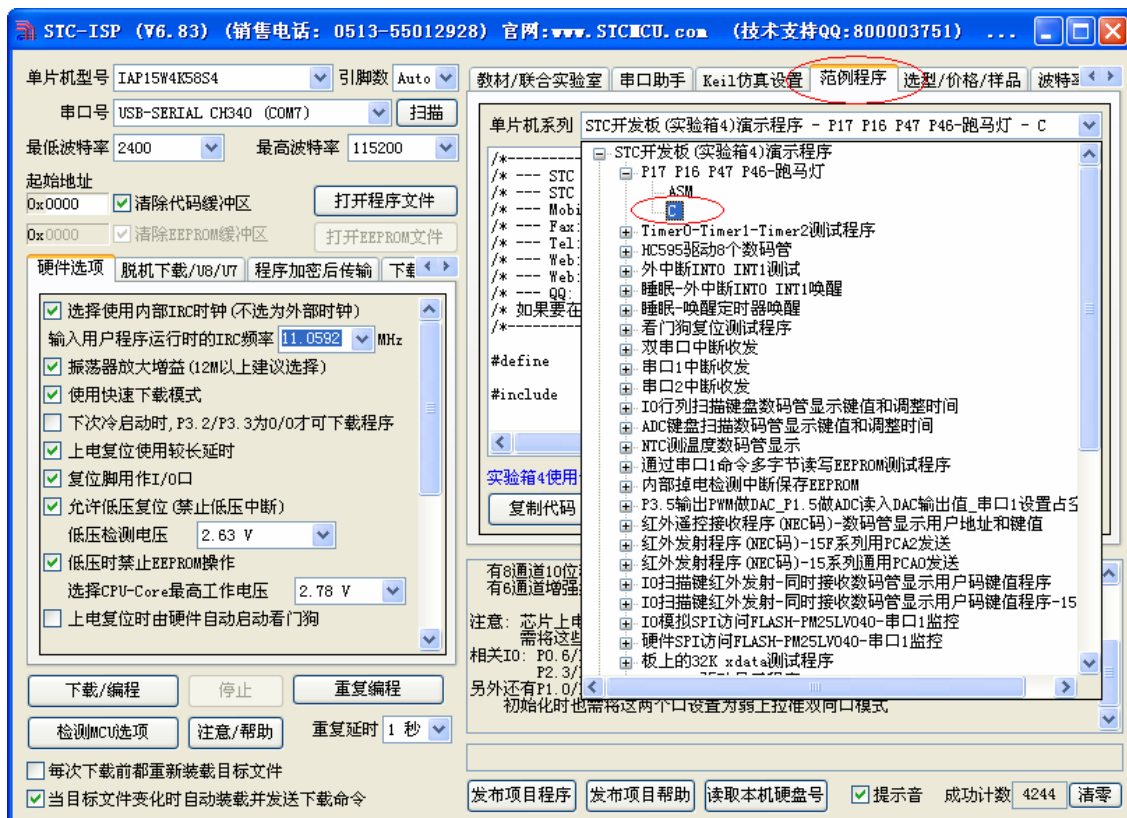 STC-ISP (V6.83) (销售电话: 0513-55012928) 官网:www.STCMCU.com (技术支持QQ:800003751) ...
单片机型号 IAP15W4K58S4 引脚数 Auto
串口号 USB-SERIAL CH340 (COM7) 扫描
最低波特率 2400 最高波特率 115200
起始地址
0x0000 清除代码缓冲区 打开程序文件
0x0000 清除EEPROM缓冲区 打开EEPROM文件
硬件选项 脱机下载/U8/U7 程序加密后传输
选择使用内部IRC时钟(不选为外部时钟)
输入用户程序运行时的IRC频率 11.0592 MHz
振荡器放大增益(12M以上建议选择)
使用快速下载模式
下次冷启动时,P3.2/P3.3为0/0才可下载程序
上电复位使用较长延时
复位脚用作I/O口
允许低压复位(禁止低压中断)
低压检测电压 2.63 V
低压时禁止EEPROM操作
选择CPU-Core最高工作电压 2.78 V
上电复位时由硬件自动启动看门狗
下载/编程 停止 重复编程
检测MCU选项 注意/帮助 重复延时 1 秒
每次下载前都重新装载目标文件
当目标文件变化时自动装载并发送下载命令
教材/联合实验室 串口助手 Keil仿真设置 范例程序 选型/价格/样品 波特率
单片机系列 STC开发板(实验箱4)演示程序 - P17 P16 P47 P46-跑马灯 - C
/*---------
/* --- STC
/* --- STC
/* --- Mobi
/* --- Fax:
/* --- Tel:
/* --- Web:
/* --- Web:
/* --- QQ:
/* 如果要在
/*---------
#define
#include
实验箱4使用
复制代码
STC开发板(实验箱4)演示程序
P17 P16 P47 P46-跑马灯
ASM
C
Timer0-Timer1-Timer2测试程序
HC595驱动8个数码管
外中断INT0 INT1测试
睡眠-外中断INT0 INT1唤醒
睡眠-唤醒定时器唤醒
看门狗复位测试程序
双串口中断收发
串口1中断收发
串口2中断收发
IO行列扫描键盘数码管显示键值和调整时间
ADC键盘扫描数码管显示键值和调整时间
NTC测温度数码管显示
通过串口1命令多字节读写EEPROM测试程序
内部掉电检测中断保存EEPROM
P3.5输出PWM做DAC_P1.5做ADC读入DAC输出值_串口1设置占空
红外遥控接收程序(NEC码)-数码管显示用户地址和键值
红外发射程序(NEC码)-15F系列用PCA2发送
红外发射程序(NEC码)-15系列通用PCA0发送
IO扫描键红外发射-同时接收数码管显示用户码键值程序
IO扫描键红外发射-同时接收数码管显示用户码键值程序-15
IO模拟SPI访问FLASH-PM25LV040-串口1监控
硬件SPI访问FLASH-PM25LV040-串口1监控
板上的32K xdata测试程序
有8通道10位
有6通道增强
注意: 芯片上电
需将这些
相关IO: P0.6/
P2.3/
另外还有P1.0/
初始化时也需将这两个口设置为弱上拉准双向口模式
发布项目程序 发布项目帮助 读取本机硬盘号 提示音 成功计数 4244 清零